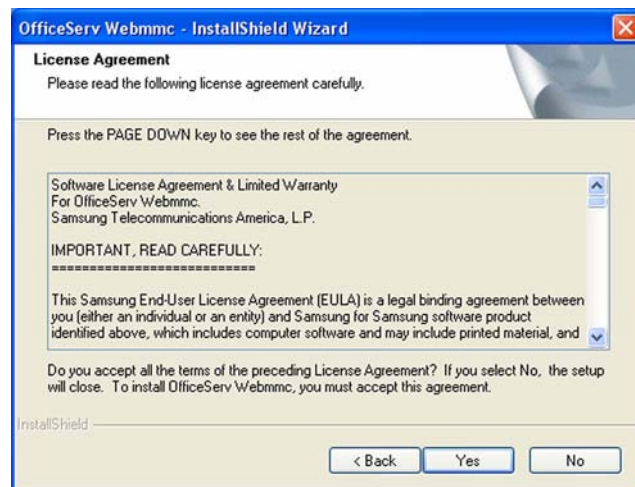 OfficeServ Webmmc - InstallShield Wizard
License Agreement
Please read the following license agreement carefully.
Press the PAGE DOWN key to see the rest of the agreement.
Software License Agreement & Limited Warranty
For OfficeServ Webmmc.
Samsung Telecommunications America, L.P.
IMPORTANT, READ CAREFULLY:
===========================
This Samsung End-User License Agreement (EULA) is a legal binding agreement between
you (either an individual or an entity) and Samsung for Samsung software product
identified above, which includes computer software and may include printed material, and
Do you accept all the terms of the preceding License Agreement? If you select No, the setup
will close. To install OfficeServ Webmmc, you must accept this agreement.
InstallShield
< Back Yes No